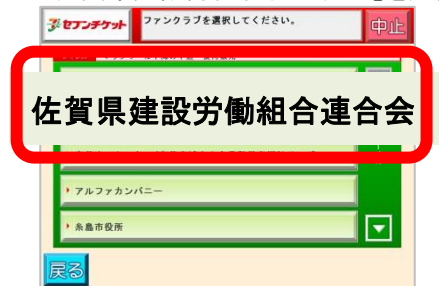 セブンチケット
ファンクラブを選択してください。
中止
佐賀県建設労働組合連合会
アルファカンパニー
糸島市役所
戻る